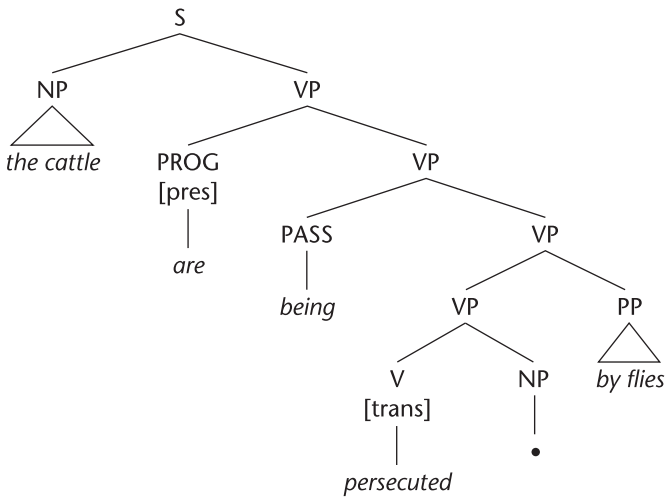 S
NP VP
the cattle PROG VP
[pres]
PASS VP
are
being VP PP
V NP by flies
[trans]
persecuted